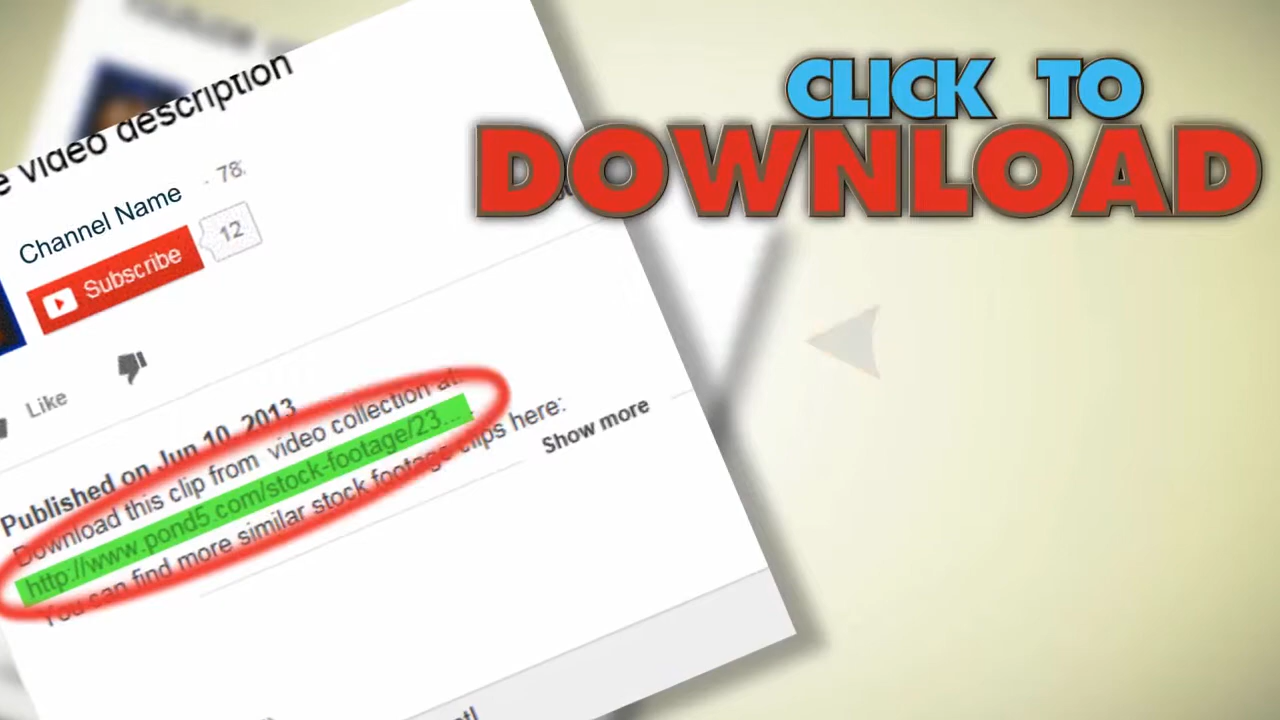 CLICK TO
DOWNLOAD
e video description
Channel Name
Subscribe
12
Like
Published on Jun 10, 2013
Download this clip from video collection at
http://www.pond5.com/stock-footage/23...
You can find more similar stock footage clips here:
Show more